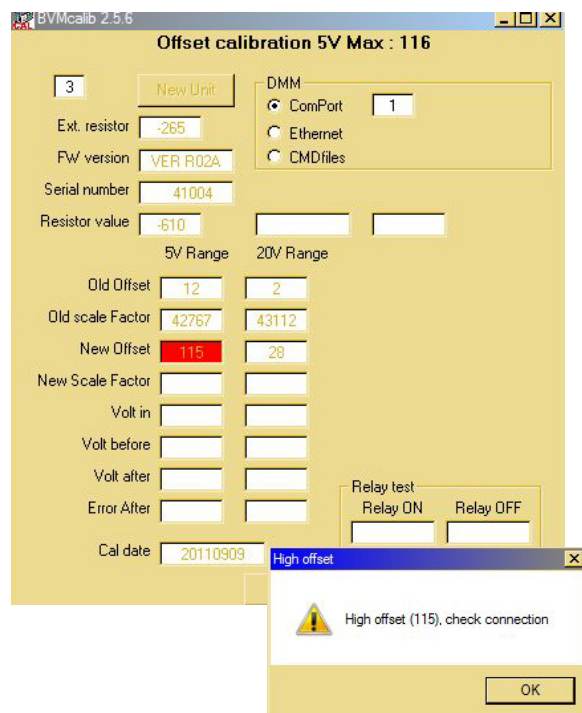 BVMcalib 2.5.6
Offset calibration 5V Max : 116
3 New Unit DMM
ComPort 1
Ext. resistor -265 Ethernet
FW version VER R02A CMDfiles
Serial number 41004
Resistor value -610
5V Range 20V Range
Old Offset 12 2
Old scale Factor 42767 43112
New Offset 115 28
New Scale Factor
Volt in
Volt before
Volt after
Relay test
Error After Relay ON Relay OFF
Cal date 20110909
High offset
High offset (115), check connection
OK